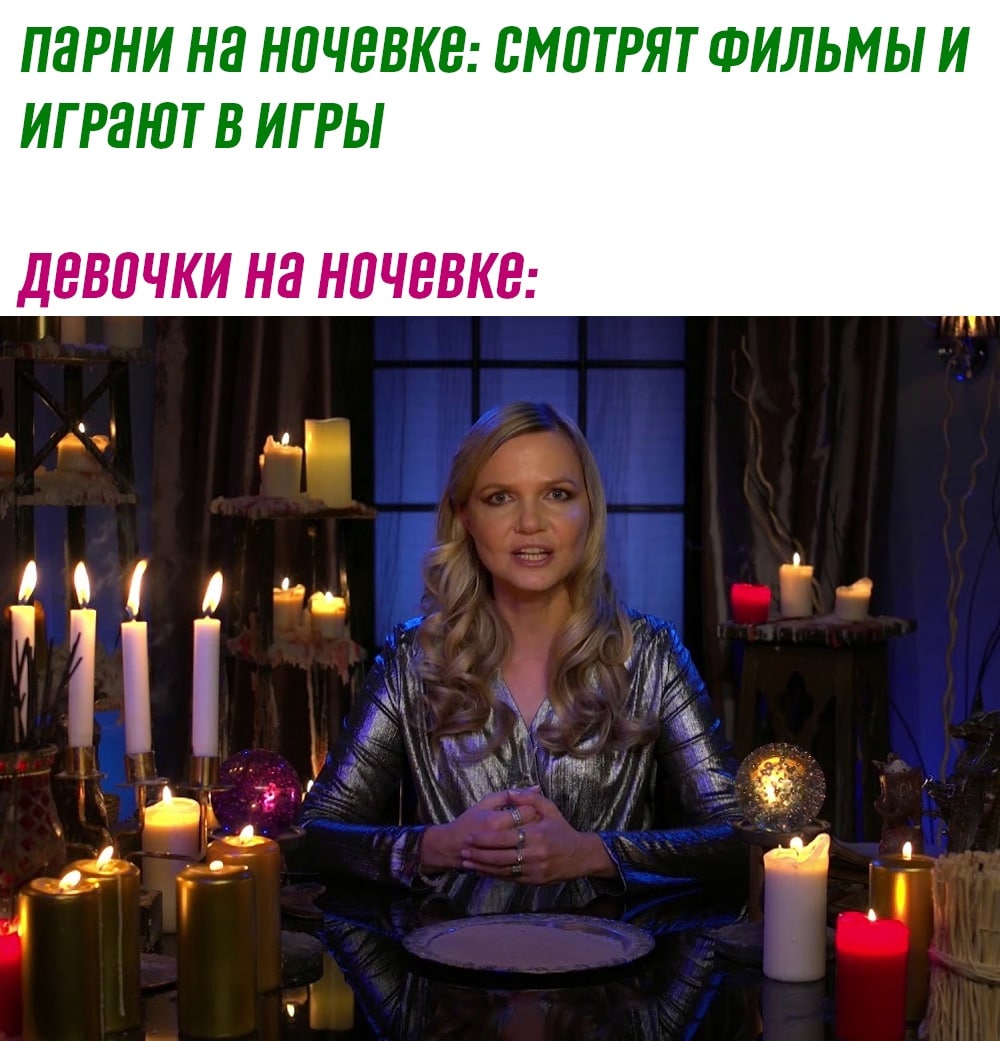 парни на ночевке: смотрят фильмы и
играют в игры
девочки на ночевке: